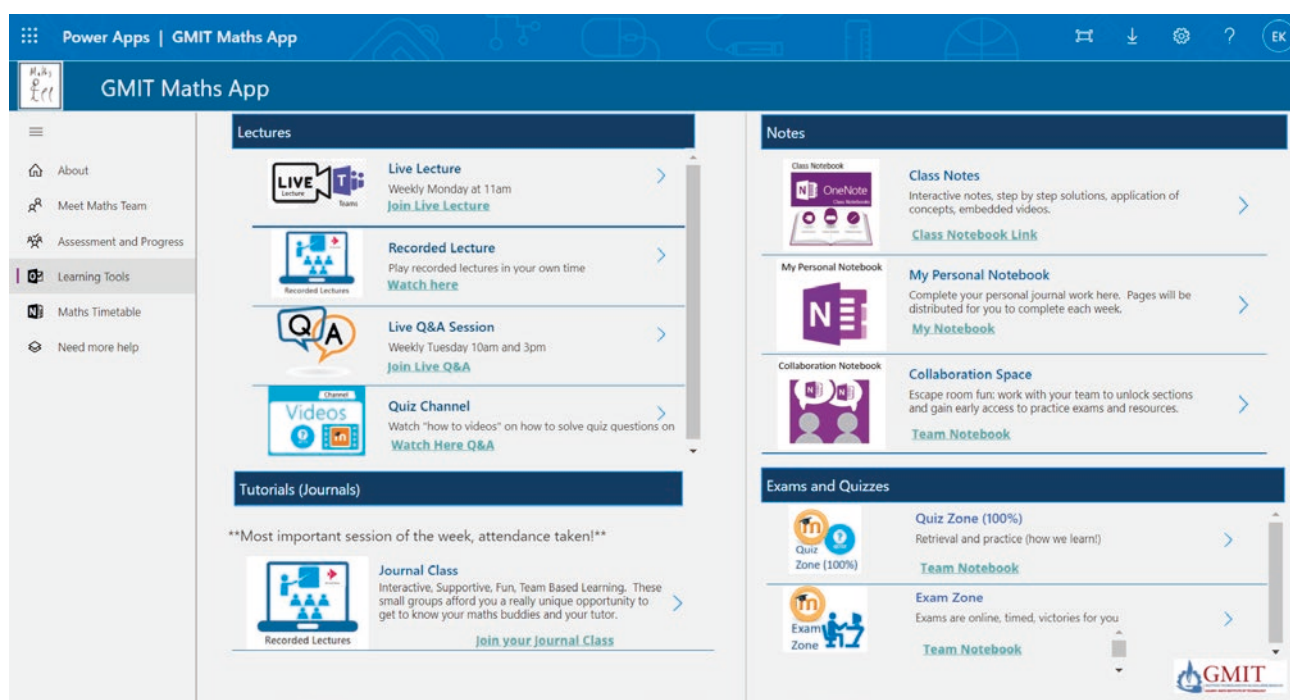 Power Apps | GMIT Maths App
EK
Maths
GMIT Maths App
About
Meet Maths Team
Assessment and Progress
Learning Tools
Maths Timetable
Need more help
Lectures
LIVE
Lecture
Teams
Live Lecture
Weekly Monday at 11am
Join Live Lecture
Recorded Lectures
Recorded Lecture
Play recorded lectures in your own time
Watch here
Q/A
Live Q&A Session
Weekly Tuesday 10am and 3pm
Join Live Q&A
Channel
Videos
Quiz Channel
Watch "how to videos" on how to solve quiz questions on
Watch Here Q&A
Tutorials (Journals)
**Most important session of the week, attendance taken!**
Recorded Lectures
Journal Class
Interactive, Supportive, Fun, Team Based Learning. These
small groups afford you a really unique opportunity to
get to know your maths buddies and your tutor.
Join your Journal Class
Notes
Class Notebook
N OneNote
Class Notebooks
Class Notes
Interactive notes, step by step solutions, application of
concepts, embedded videos.
Class Notebook Link
My Personal Notebook
N
My Personal Notebook
Complete your personal journal work here. Pages will be
distributed for you to complete each week.
My Notebook
Collaboration Notebook
Collaboration Space
Escape room fun: work with your team to unlock sections
and gain early access to practice exams and resources.
Team Notebook
Exams and Quizzes
m
Quiz
Zone (100%)
Quiz Zone (100%)
Retrieval and practice (how we learn!)
Team Notebook
m
Exam
Zone
Exam Zone
Exams are online, timed, victories for you
Team Notebook
GMIT